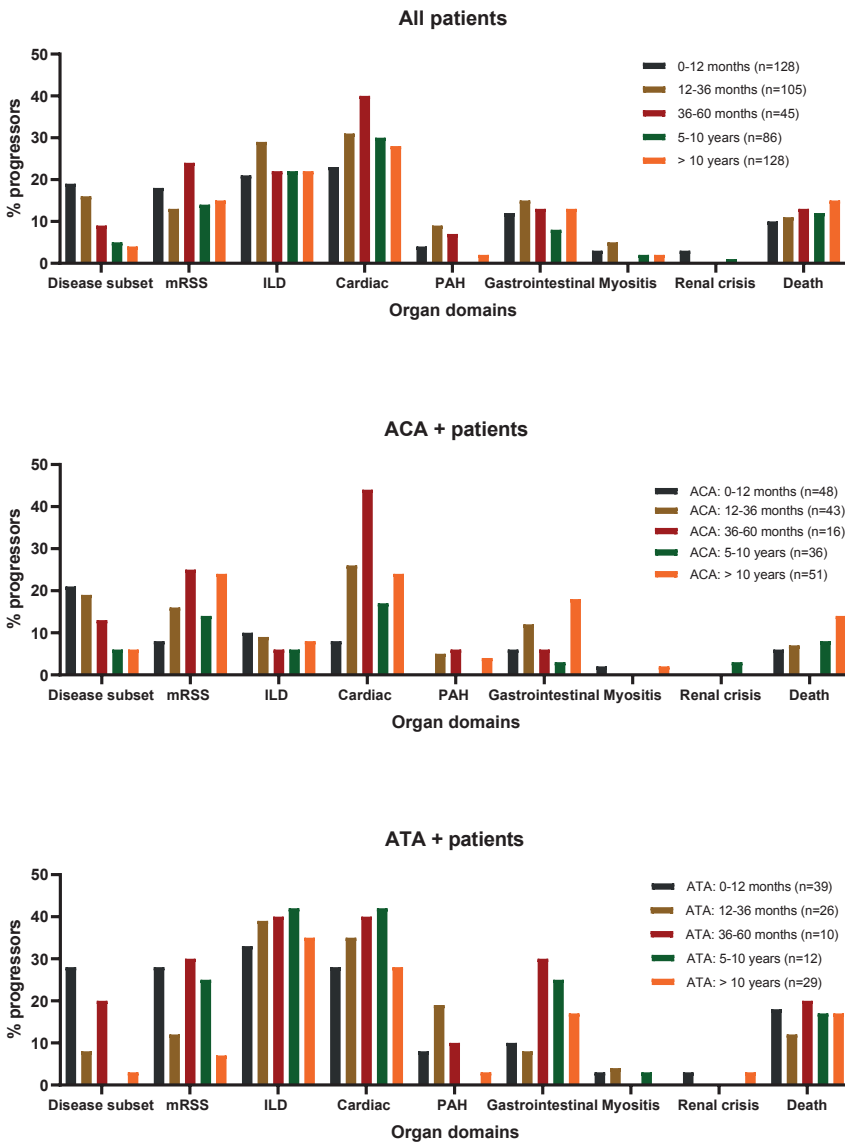 All patients
50
40
30
20
10
0
% progressors
0-12 months (n=128)
12-36 months (n=105)
36-60 months (n=45)
5-10 years (n=86)
> 10 years (n=128)
Disease subset mRSS ILD Cardiac PAH Gastrointestinal Myositis Renal crisis Death
Organ domains
ACA + patients
50
40
30
20
10
0
% progressors
ACA: 0-12 months (n=48)
ACA: 12-36 months (n=43)
ACA: 36-60 months (n=16)
ACA: 5-10 years (n=36)
ACA: > 10 years (n=51)
Disease subset mRSS ILD Cardiac PAH Gastrointestinal Myositis Renal crisis Death
Organ domains
ATA + patients
50
40
30
20
10
0
% progressors
ATA: 0-12 months (n=39)
ATA: 12-36 months (n=26)
ATA: 36-60 months (n=10)
ATA: 5-10 years (n=12)
ATA: > 10 years (n=29)
Disease subset mRSS ILD Cardiac PAH Gastrointestinal Myositis Renal crisis Death
Organ domains